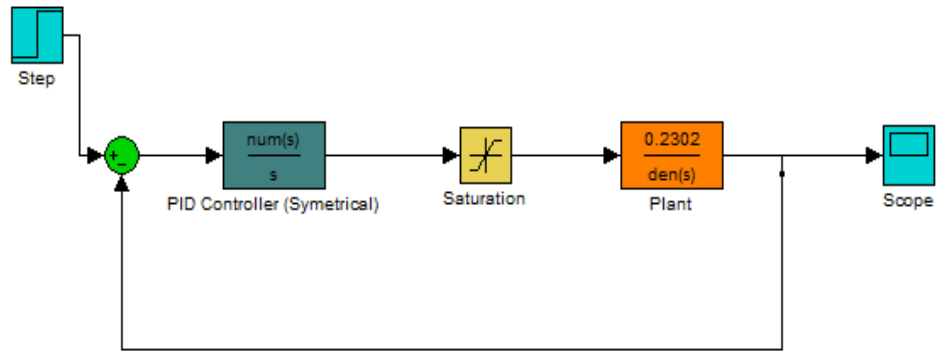 Step
+
−
num(s)
s
PID Controller (Symetrical)
Saturation
0.2302
den(s)
Plant
Scope